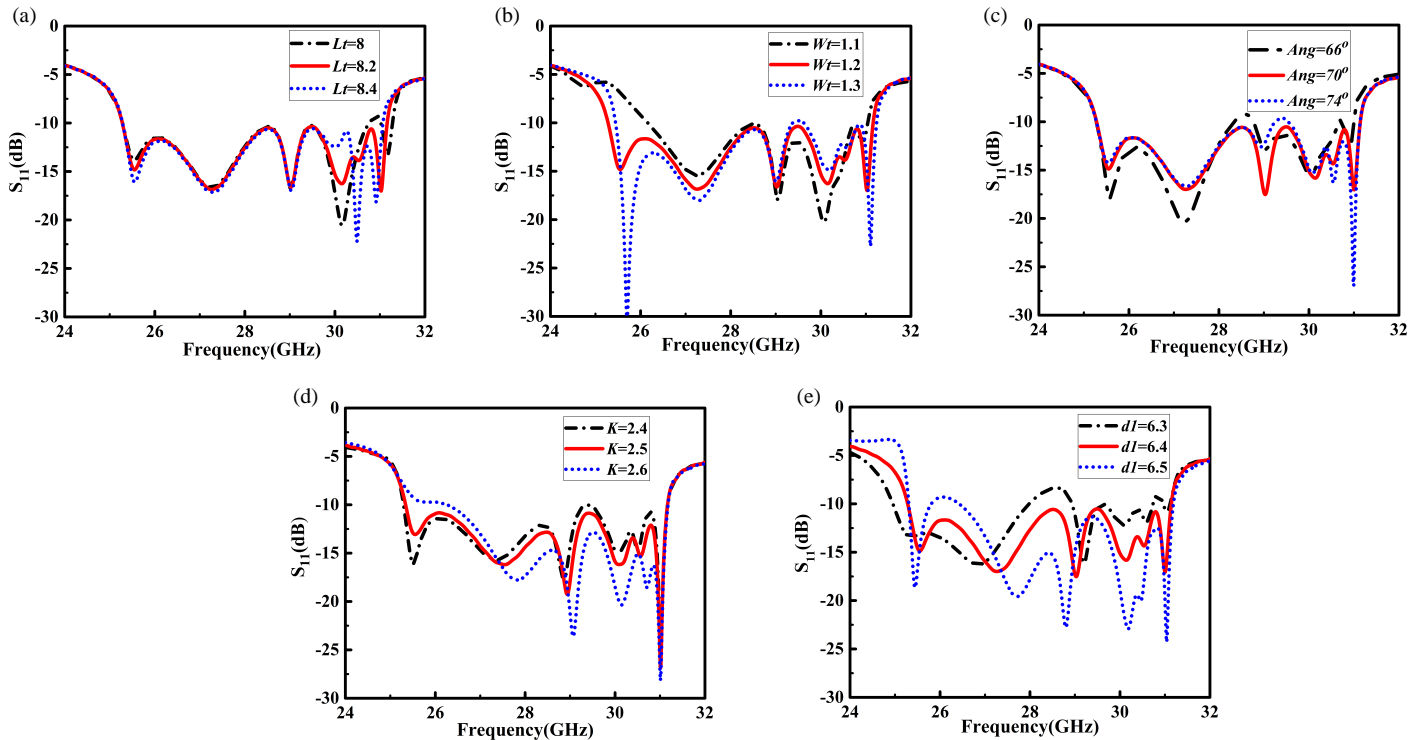 (a)
0
-5
-10
-15
-20
-25
-30
S11(dB)
24 26 28 30 32
Frequency(GHz)
Lt=8
Lt=8.2
Lt=8.4
(b)
0
-5
-10
-15
-20
-25
-30
S11(dB)
24 26 28 30 32
Frequency(GHz)
Wt=1.1
Wt=1.2
Wt=1.3
(c)
0
-5
-10
-15
-20
-25
-30
S11(dB)
24 26 28 30 32
Frequency(GHz)
Ang=66°
Ang=70°
Ang=74°
(d)
0
-5
-10
-15
-20
-25
-30
S11(dB)
24 26 28 30 32
Frequency(GHz)
K=2.4
K=2.5
K=2.6
(e)
0
-5
-10
-15
-20
-25
-30
S11(dB)
24 26 28 30 32
Frequency(GHz)
d1=6.3
d1=6.4
d1=6.5